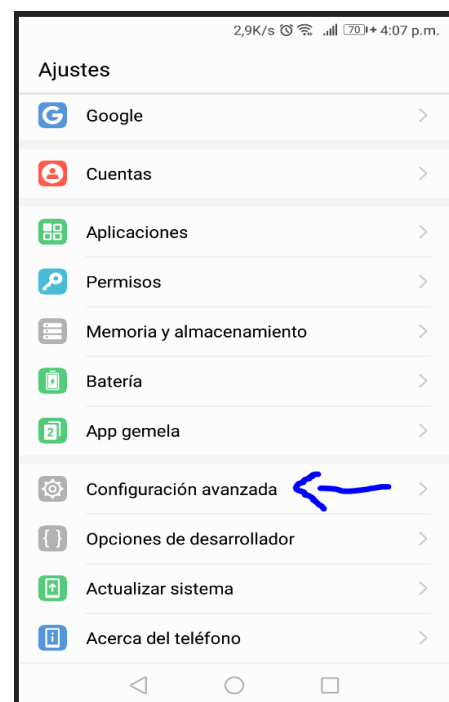 2,9K/s 70 4:07 p.m.
Ajustes
G Google
Cuentas
Aplicaciones
Permisos
Memoria y almacenamiento
Batería
2 App gemela
Configuración avanzada
{ } Opciones de desarrollador
Actualizar sistema
i Acerca del teléfono